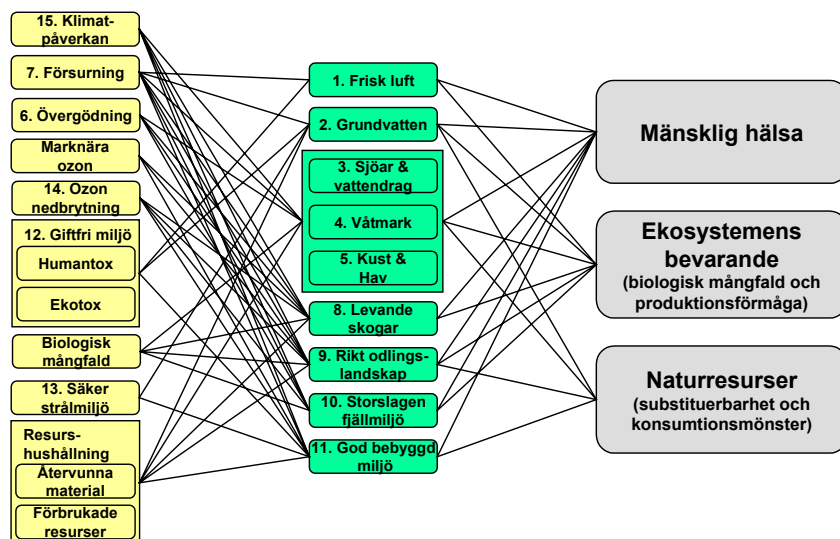 15. Klimat-
påverkan
7. Försurning
6. Övergödning
Marknära
ozon
14. Ozon
nedbrytning
12. Giftfri miljö
Humantox
Ekotox
Biologisk
mångfald
13. Säker
strålmiljö
Resurs-
hushållning
Återvunna
material
Förbrukade
resurser
1. Frisk luft
2. Grundvatten
3. Sjöar &
vattendrag
4. Våtmark
5. Kust &
Hav
8. Levande
skogar
9. Rikt odlings-
landskap
10. Storslagen
fjällmiljö
11. God bebyggd
miljö
Mänsklig hälsa
Ekosystemens
bevarande
(biologisk mångfald och
produktionsförmåga)
Naturresurser
(substituerbarhet och
konsumtionsmönster)